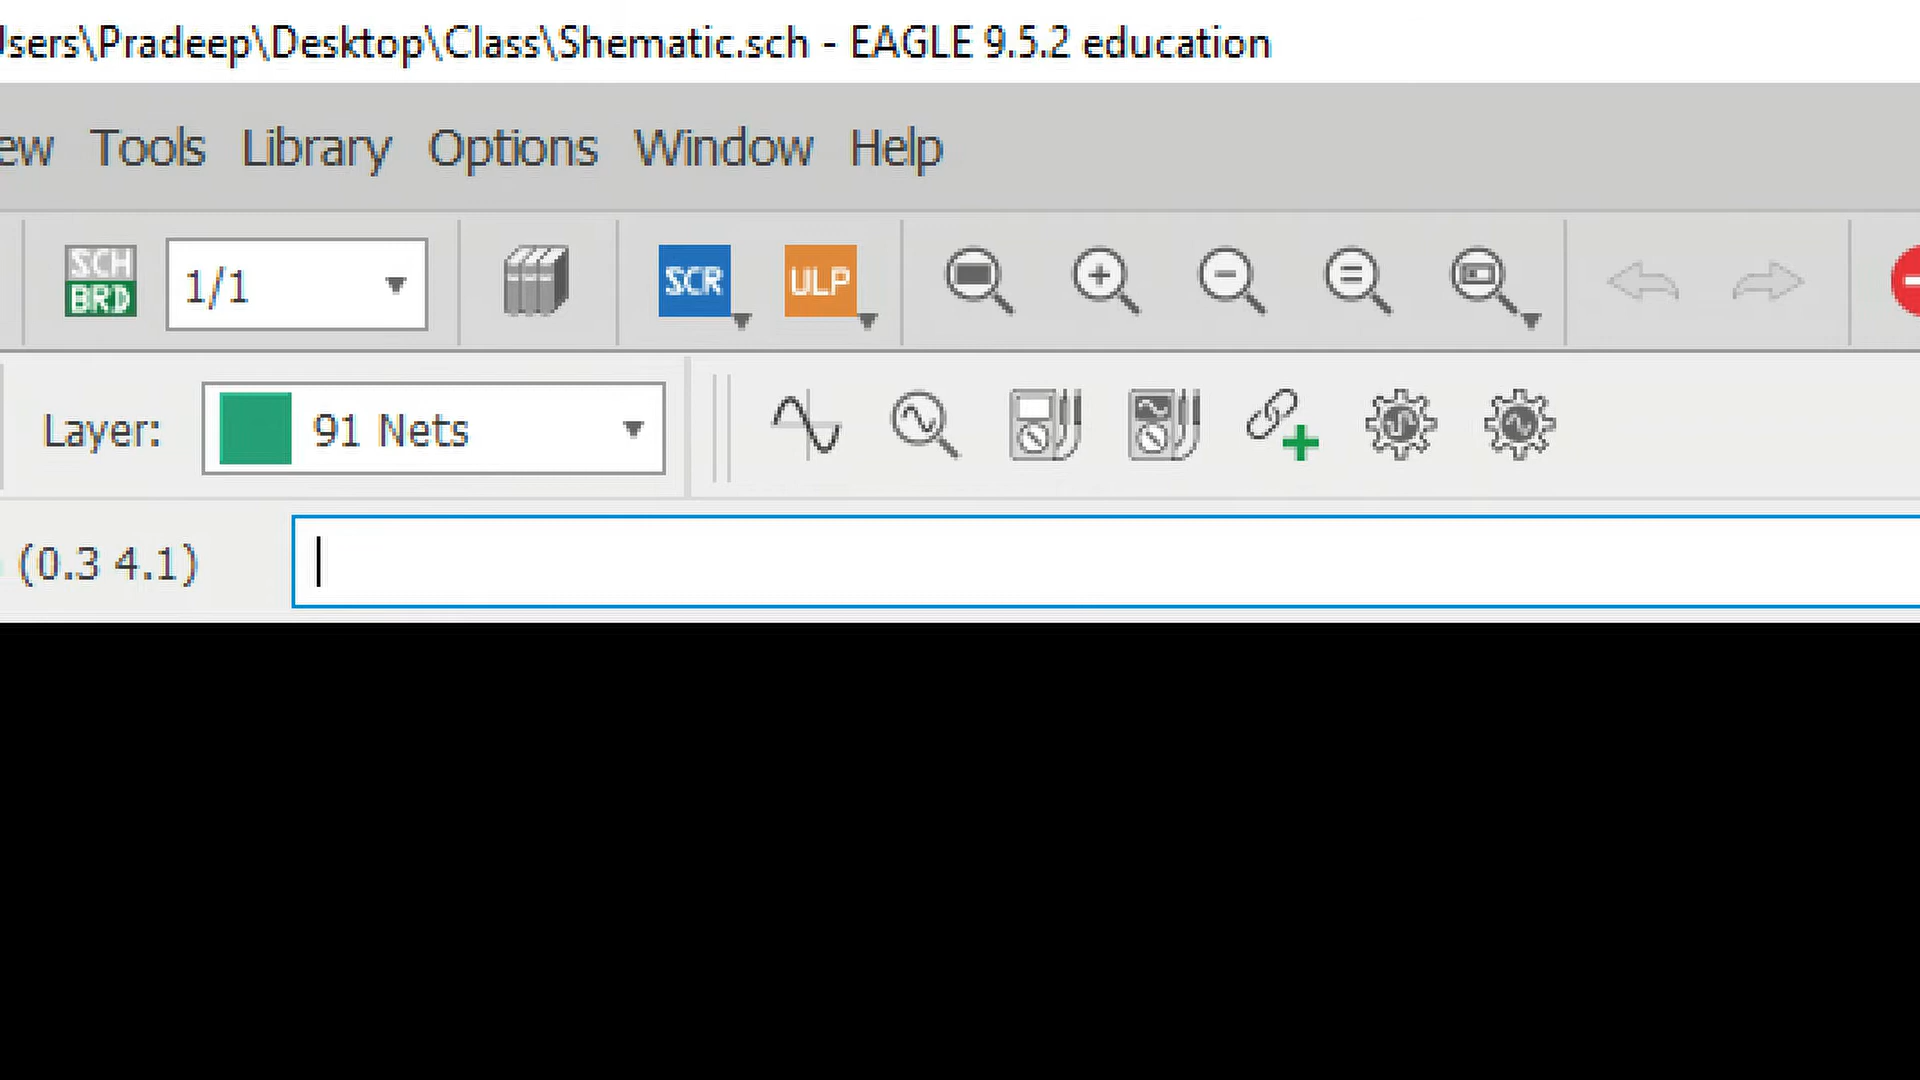 Users\Pradeep\Desktop\Class\Shematic.sch - EAGLE 9.5.2 education
ew Tools Library Options Window Help
SCH BRD 1/1 SCR ULP
Layer: 91 Nets
(0.3 4.1)